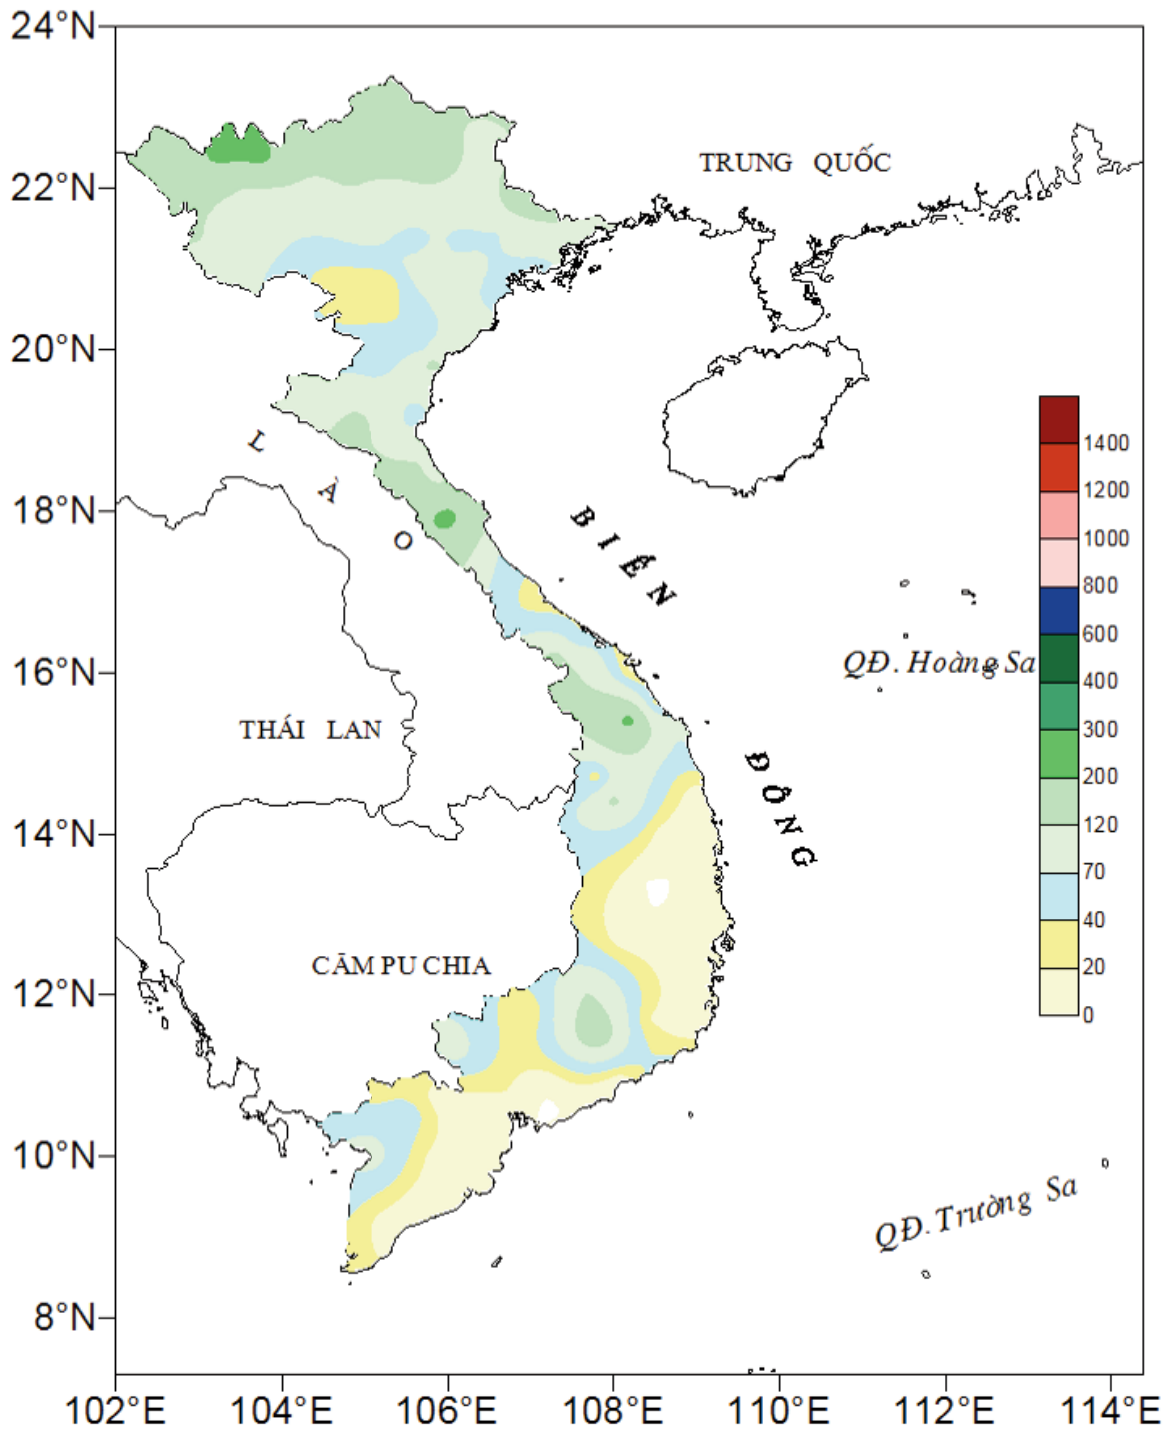 24°N
22°N
20°N
18°N
16°N
14°N
12°N
10°N
8°N
102°E
104°E
106°E
108°E
110°E
112°E
114°E
TRUNG QUỐC
LÀO
BIỂN
ĐÔNG
THÁI LAN
CĂM PU CHIA
QĐ. Hoàng Sa
QĐ. Trường Sa
1400
1200
1000
800
600
400
300
200
120
70
40
20
0